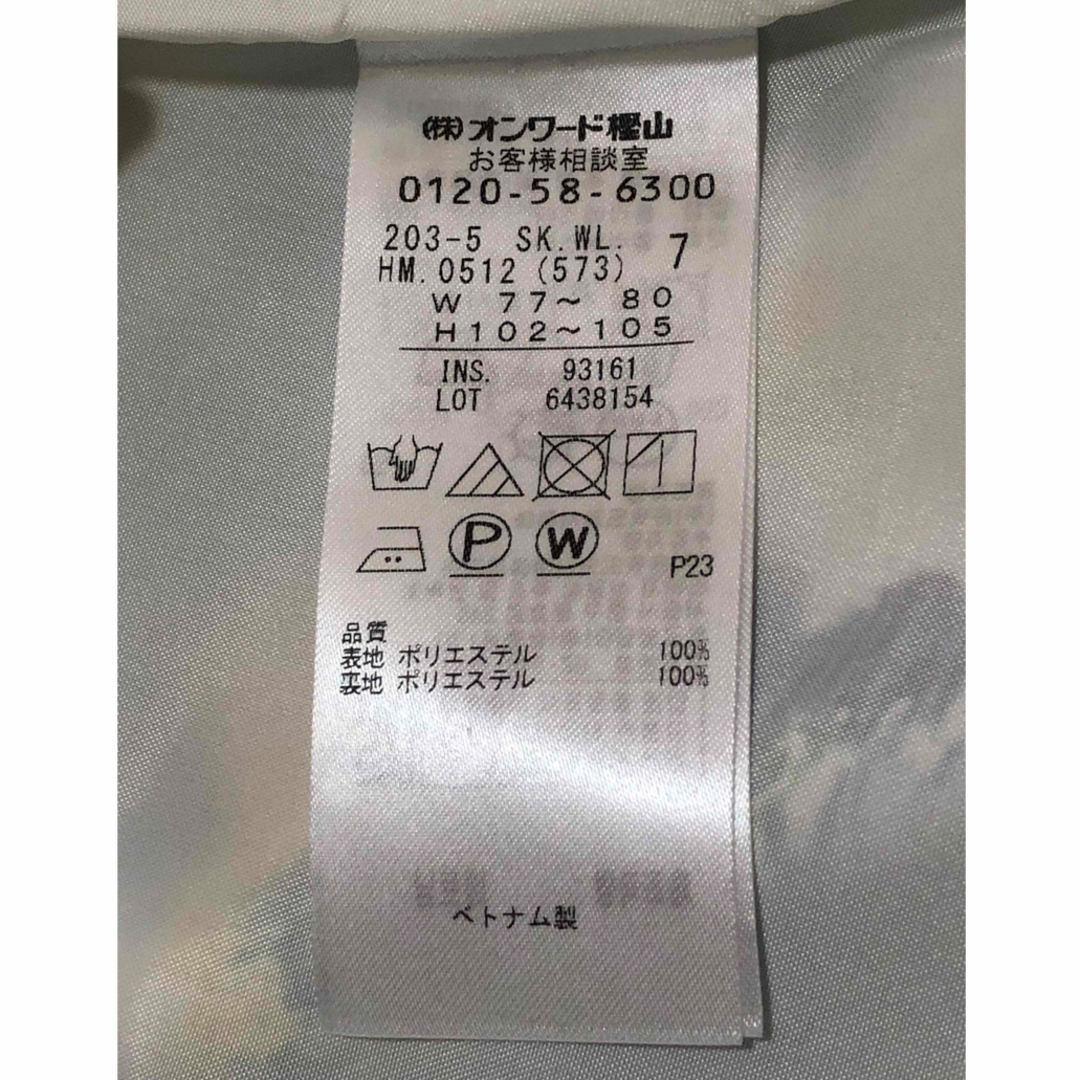 (株)オンワード樫山
お客様相談室
0120-58-6300
203-5 SK.WL. 7
HM.0512 (573)
W 77～ 80
H102～105
INS. 93161
LOT 6438154
P W P23
品質
表地 ポリエステル 100%
裏地 ポリエステル 100%
ベトナム製